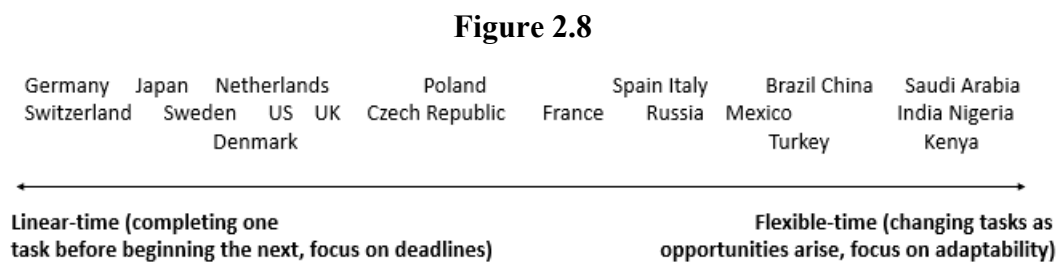 Figure 2.8
Germany Japan Netherlands Poland Spain Italy Brazil China Saudi Arabia
Switzerland Sweden US UK Czech Republic France Russia Mexico India Nigeria
Denmark Turkey Kenya
Linear-time (completing one
task before beginning the next, focus on deadlines)
Flexible-time (changing tasks as
opportunities arise, focus on adaptability)